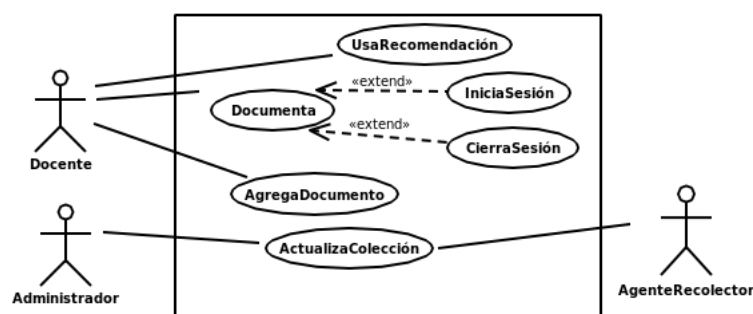 UsaRecomendación
«extend»
IniciaSesión
Documenta
«extend»
CierraSesión
Docente
AgregaDocumento
ActualizaColección
Administrador
AgenteRecolector